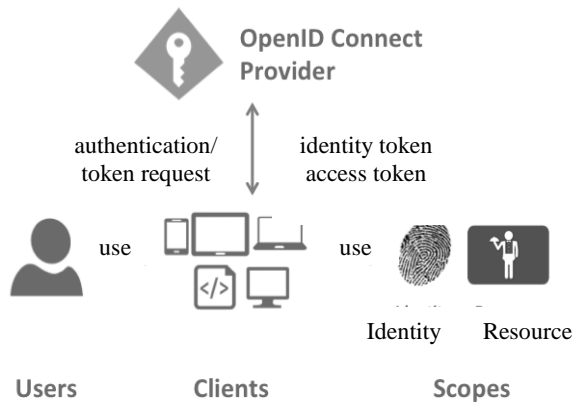 OpenID Connect
Provider
authentication/
token request
identity token
access token
use
use
</>
Identity
Resource
Users
Clients
Scopes